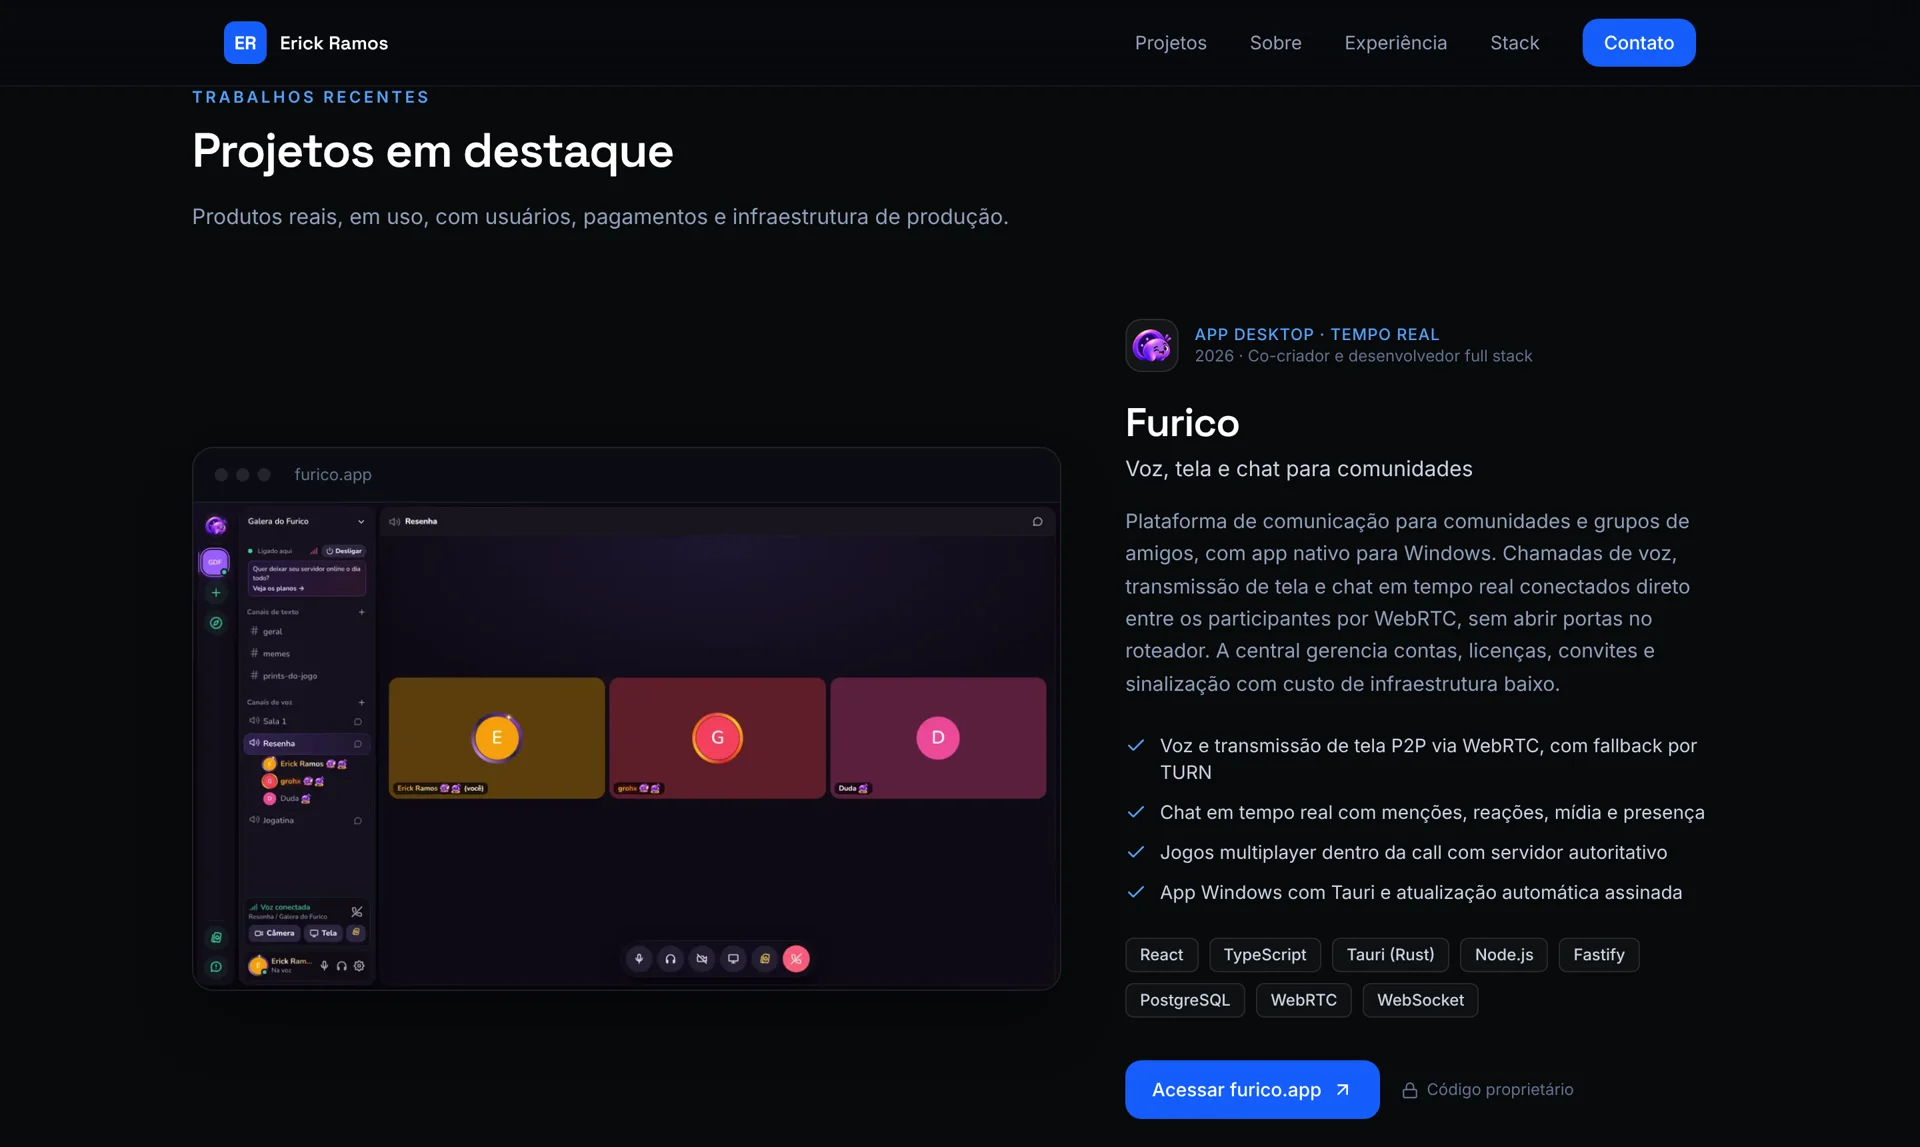 ER Erick Ramos
Projetos
Sobre
Experiência
Stack
Contato
TRABALHOS RECENTES
Projetos em destaque
Produtos reais, em uso, com usuários, pagamentos e infraestrutura de produção.
furico.app
Galera do Furico
Ligado aqui
Desligar
Quer deixar seu servidor online o dia
todo?
Veja os planos →
Canais de texto +
# geral
# memes
# prints-do-jogo
Canais de voz +
Sala 1
Resenha
Erick Ramos
grohx
Duda
Jogatina
Voz conectada
Resenha / Galera do Furico
Câmera
Tela
E
Erick Ram...
Na voz
GDF
Resenha
E
Erick Ramos (você)
G
grohx
D
Duda
APP DESKTOP · TEMPO REAL
2026 · Co-criador e desenvolvedor full stack
Furico
Voz, tela e chat para comunidades
Plataforma de comunicação para comunidades e grupos de
amigos, com app nativo para Windows. Chamadas de voz,
transmissão de tela e chat em tempo real conectados direto
entre os participantes por WebRTC, sem abrir portas no
roteador. A central gerencia contas, licenças, convites e
sinalização com custo de infraestrutura baixo.
Voz e transmissão de tela P2P via WebRTC, com fallback por
TURN
Chat em tempo real com menções, reações, mídia e presença
Jogos multiplayer dentro da call com servidor autoritativo
App Windows com Tauri e atualização automática assinada
React
TypeScript
Tauri (Rust)
Node.js
Fastify
PostgreSQL
WebRTC
WebSocket
Acessar furico.app
Código proprietário